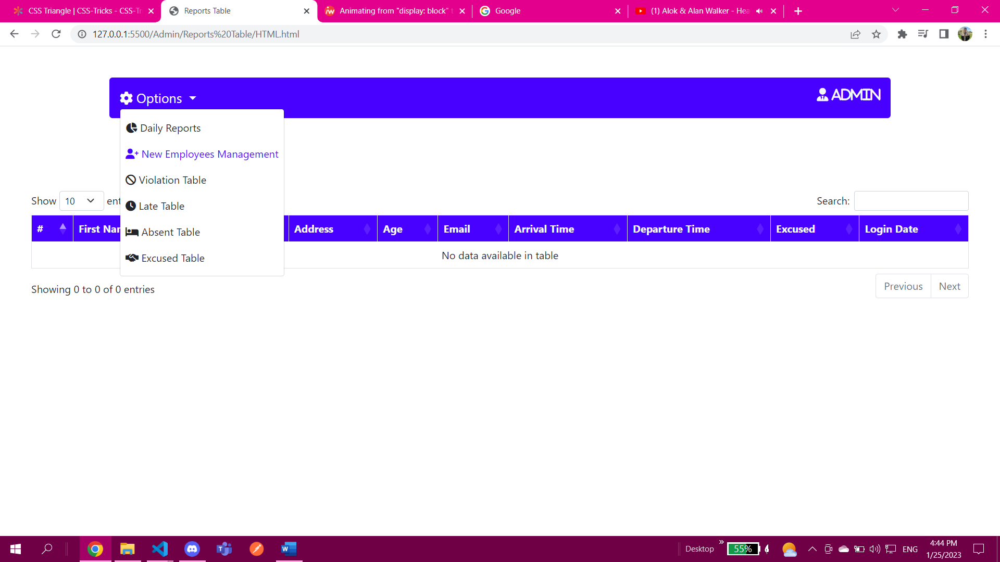 CSS Triangle | CSS-Tricks - CSS-Tr
Reports Table
Animating from "display: block" t
Google
(1) Alok & Alan Walker - Hea
127.0.0.1:5500/Admin/Reports%20Table/HTML.html
Options
ADMIN
Daily Reports
New Employees Management
Violation Table
Late Table
Absent Table
Excused Table
Show 10 ent
Search:
# First Nar Address Age Email Arrival Time Departure Time Excused Login Date
No data available in table
Showing 0 to 0 of 0 entries
Previous Next
Desktop
55%
ENG
4:44 PM
1/25/2023